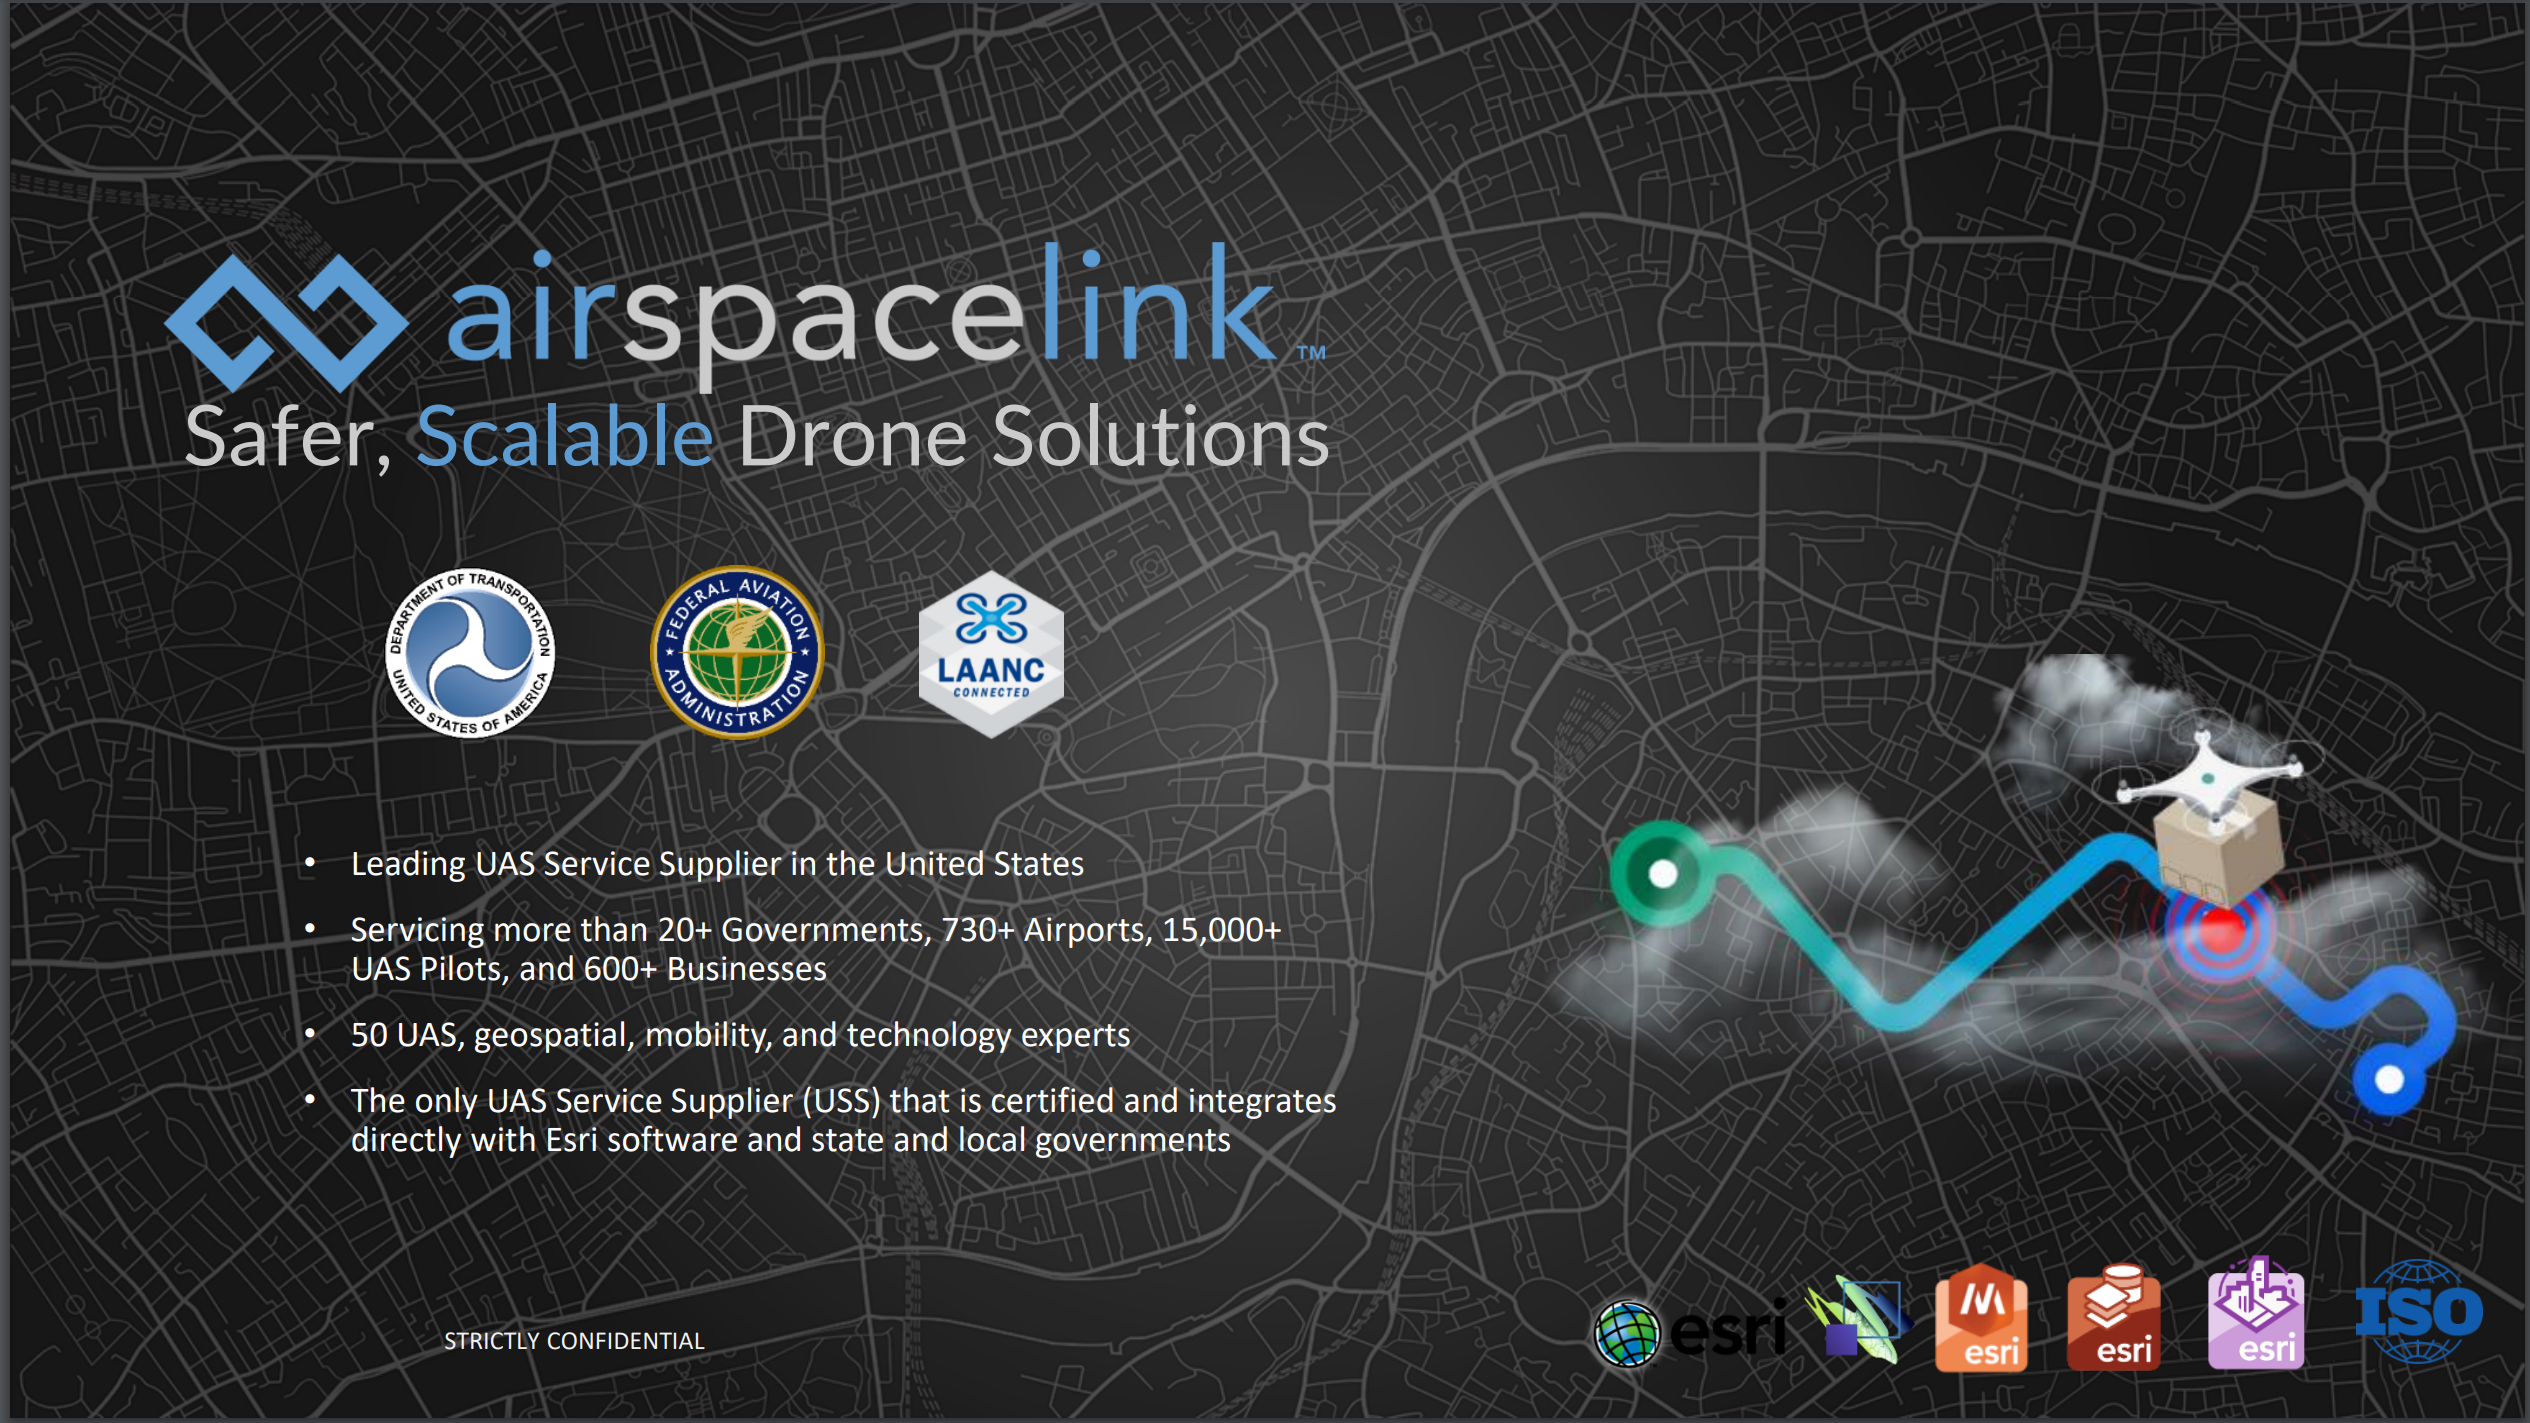 airspacelink™
Safer, Scalable Drone Solutions
DEPARTMENT OF TRANSPORTATION
UNITED STATES OF AMERICA
FEDERAL AVIATION
ADMINISTRATION
LAANC
CONNECTED
• Leading UAS Service Supplier in the United States
• Servicing more than 20+ Governments, 730+ Airports, 15,000+
UAS Pilots, and 600+ Businesses
• 50 UAS, geospatial, mobility, and technology experts
• The only UAS Service Supplier (USS) that is certified and integrates
directly with Esri software and state and local governments
STRICTLY CONFIDENTIAL
esri
M
esri
esri
esri
ISO